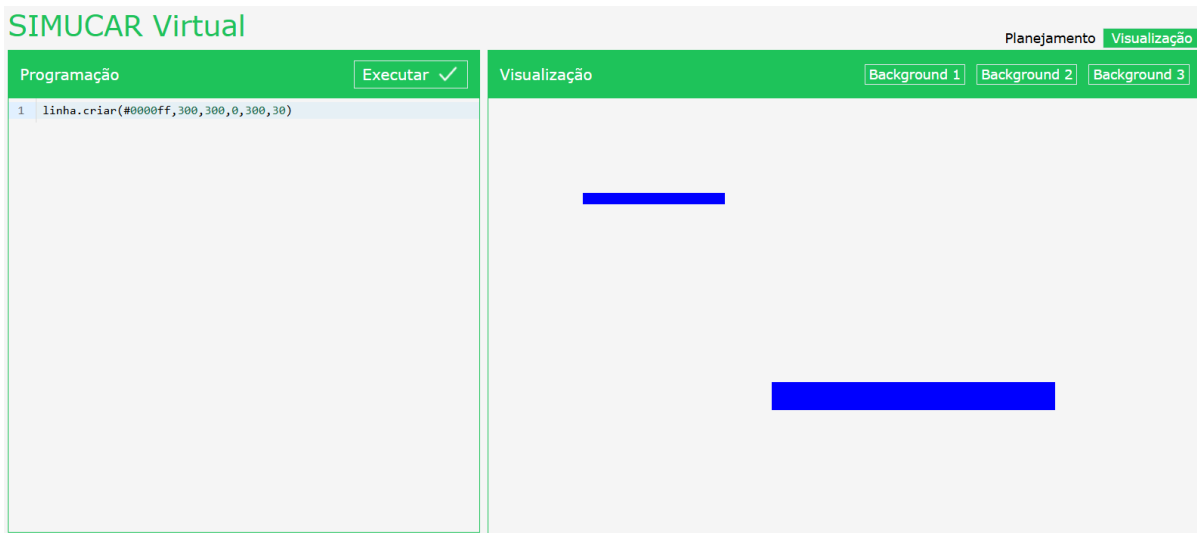 SIMUCAR Virtual
Planejamento Visualização
Programação Executar
Visualização Background 1 Background 2 Background 3
1 linha.criar(#0000ff,300,300,0,300,30)